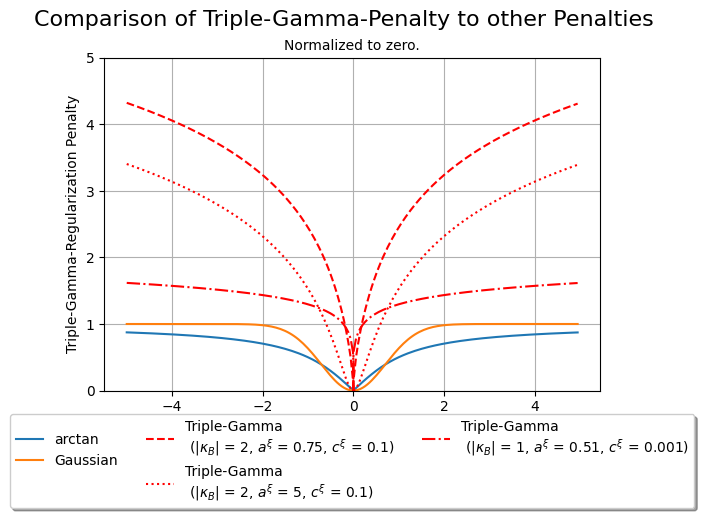 Comparison of Triple-Gamma-Penalty to other Penalties
Normalized to zero.
Triple-Gamma-Regularization Penalty
5
4
3
2
1
0
−4 −2 0 2 4
arctan
Gaussian
Triple-Gamma
(|κ_B| = 2, a^ξ = 0.75, c^ξ = 0.1)
Triple-Gamma
(|κ_B| = 2, a^ξ = 5, c^ξ = 0.1)
Triple-Gamma
(|κ_B| = 1, a^ξ = 0.51, c^ξ = 0.001)